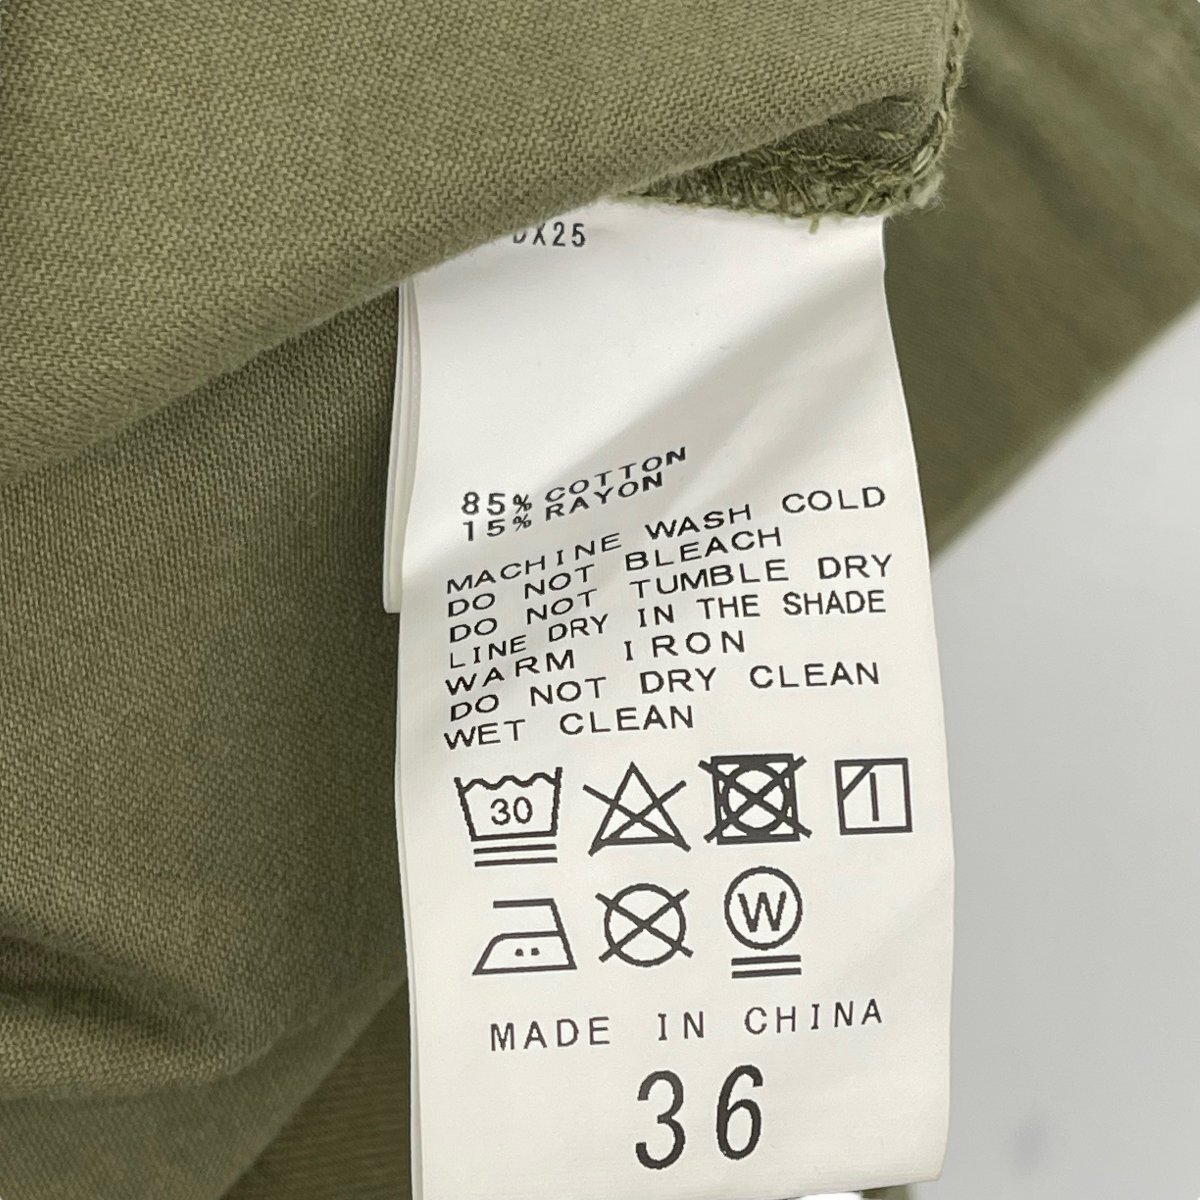 X25
85% COTTON
15% RAYON
MACHINE WASH COLD
DO NOT BLEACH
DO NOT TUMBLE DRY
LINE DRY IN THE SHADE
WARM IRON
DO NOT DRY CLEAN
WET CLEAN
30
W
MADE IN CHINA
36